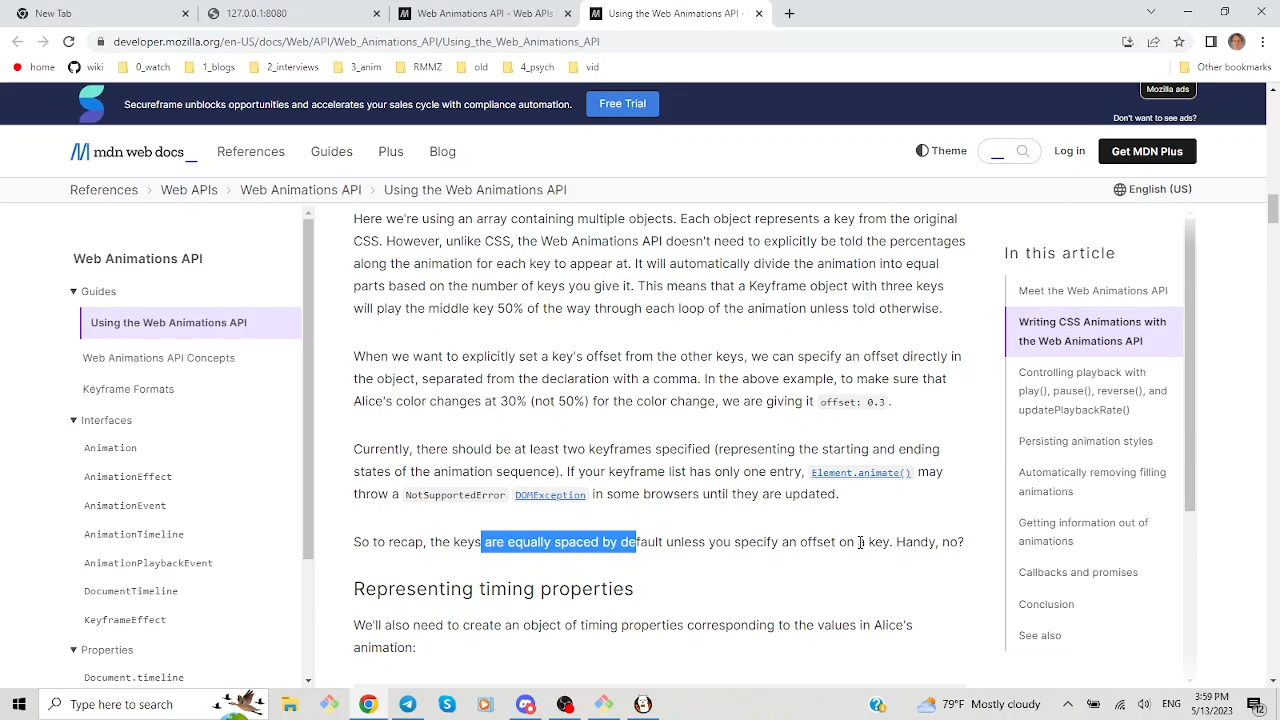 New Tab
127.0.0.1:8080
Web Animations API - Web APIs
Using the Web Animations API -
developer.mozilla.org/en-US/docs/Web/API/Web_Animations_API/Using_the_Web_Animations_API
home
wiki
0_watch
1_blogs
2_interviews
3_anim
RMMZ
old
4_psych
vid
Other bookmarks
Secureframe unblocks opportunities and accelerates your sales cycle with compliance automation.
Free Trial
Mozilla ads
Don't want to see ads?
mdn web docs_
References
Guides
Plus
Blog
Theme
Log in
Get MDN Plus
References > Web APIs > Web Animations API > Using the Web Animations API
English (US)
Web Animations API
Guides
Using the Web Animations API
Web Animations API Concepts
Keyframe Formats
Interfaces
Animation
AnimationEffect
AnimationEvent
AnimationTimeline
AnimationPlaybackEvent
DocumentTimeline
KeyframeEffect
Properties
Document.timeline
Here we're using an array containing multiple objects. Each object represents a key from the original
CSS. However, unlike CSS, the Web Animations API doesn't need to explicitly be told the percentages
along the animation for each key to appear at. It will automatically divide the animation into equal
parts based on the number of keys you give it. This means that a Keyframe object with three keys
will play the middle key 50% of the way through each loop of the animation unless told otherwise.
When we want to explicitly set a key's offset from the other keys, we can specify an offset directly in
the object, separated from the declaration with a comma. In the above example, to make sure that
Alice's color changes at 30% (not 50%) for the color change, we are giving it offset: 0.3.
Currently, there should be at least two keyframes specified (representing the starting and ending
states of the animation sequence). If your keyframe list has only one entry, Element.animate() may
throw a NotSupportedError DOMException in some browsers until they are updated.
So to recap, the keys are equally spaced by default unless you specify an offset on a key. Handy, no?
Representing timing properties
We'll also need to create an object of timing properties corresponding to the values in Alice's
animation:
In this article
Meet the Web Animations API
Writing CSS Animations with
the Web Animations API
Controlling playback with
play(), pause(), reverse(), and
updatePlaybackRate()
Persisting animation styles
Automatically removing filling
animations
Getting information out of
animations
Callbacks and promises
Conclusion
See also
Type here to search
79°F Mostly cloudy
ENG
3:59 PM
5/13/2023
12